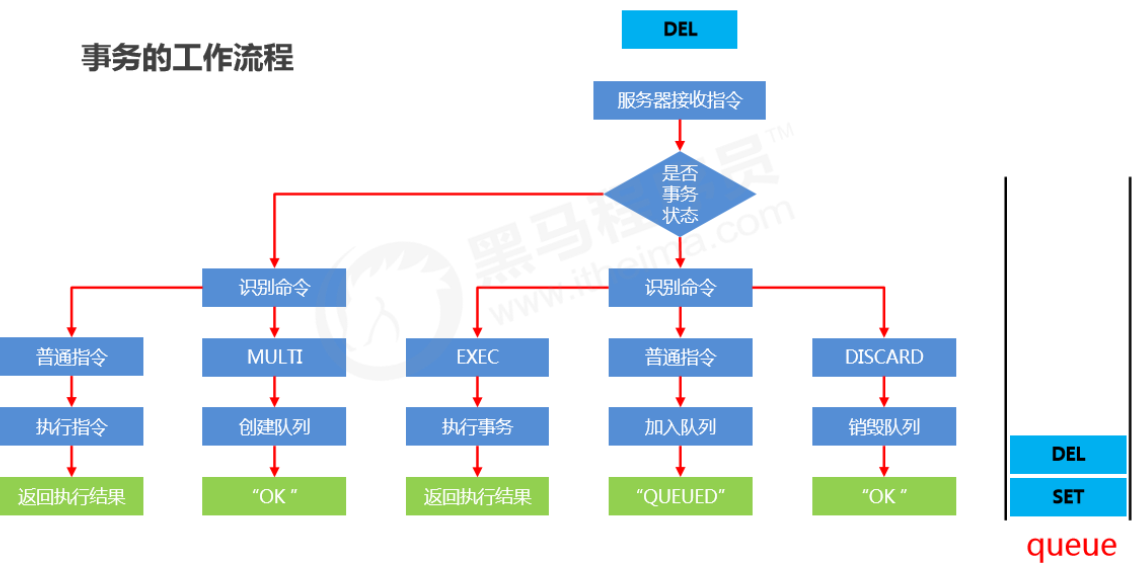 事务的工作流程
DEL
服务器接收指令
是否
事务
状态
识别命令
识别命令
普通指令
MULTI
EXEC
普通指令
DISCARD
执行指令
创建队列
执行事务
加入队列
销毁队列
返回执行结果
“OK ”
返回执行结果
“QUEUED”
“OK ”
DEL
SET
queue
黑马程序员™
www.itheima.com